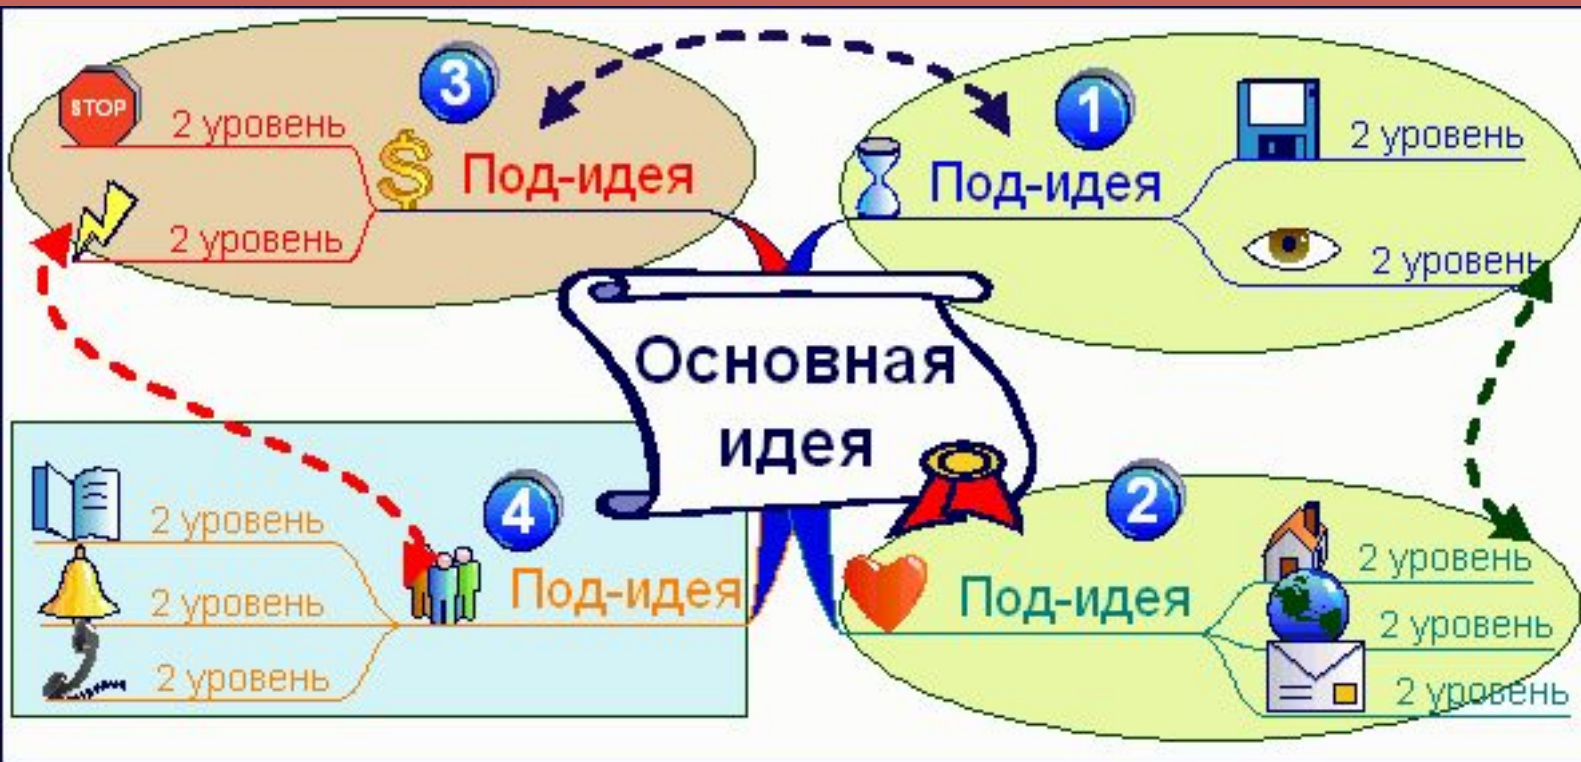 3
1
STOP
2 уровень
2 уровень
Под-идея
Под-идея
2 уровень
2 уровень
Основная
идея
4
2
2 уровень
2 уровень
2 уровень
Под-идея
Под-идея
2 уровень
2 уровень
2 уровень